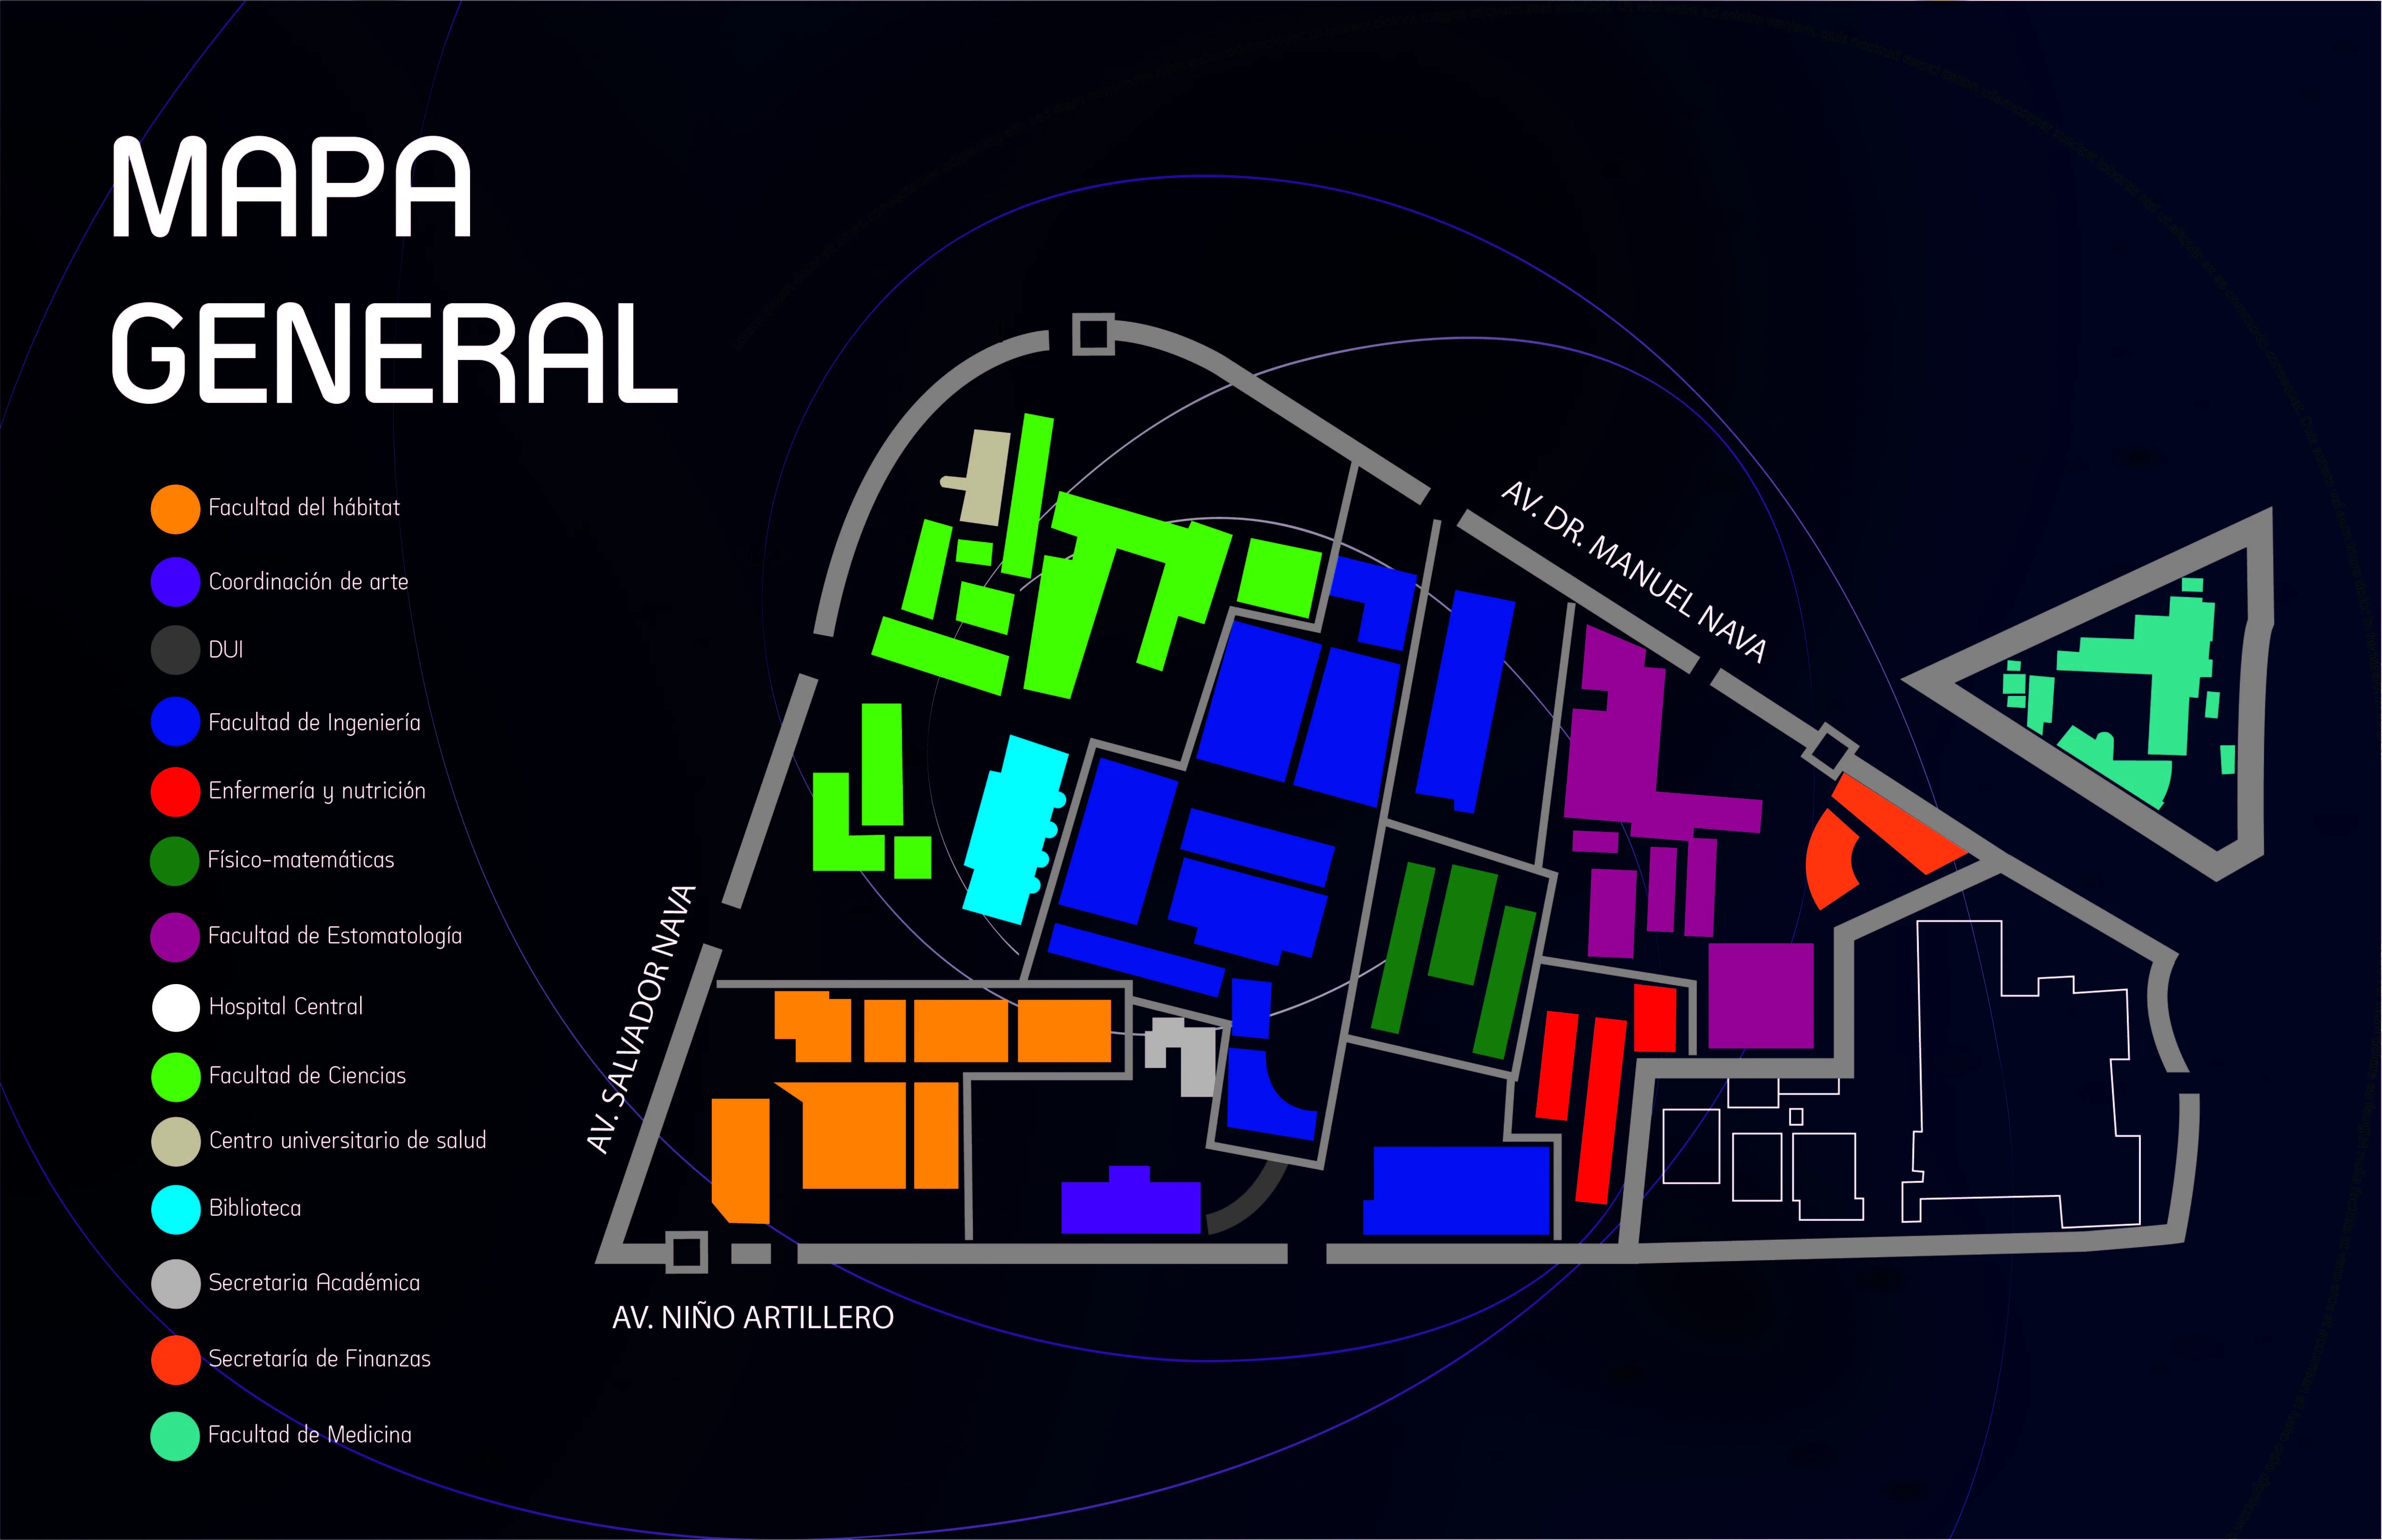 MAPA
GENERAL
Facultad del hábitat
Coordinación de arte
DUI
Facultad de Ingeniería
Enfermería y nutrición
Físico-matemáticas
Facultad de Estomatología
Hospital Central
Facultad de Ciencias
Centro universitario de salud
Biblioteca
Secretaria Académica
Secretaría de Finanzas
Facultad de Medicina
AV. DR. MANUEL NAVA
AV. SALVADOR NAVA
AV. NIÑO ARTILLERO